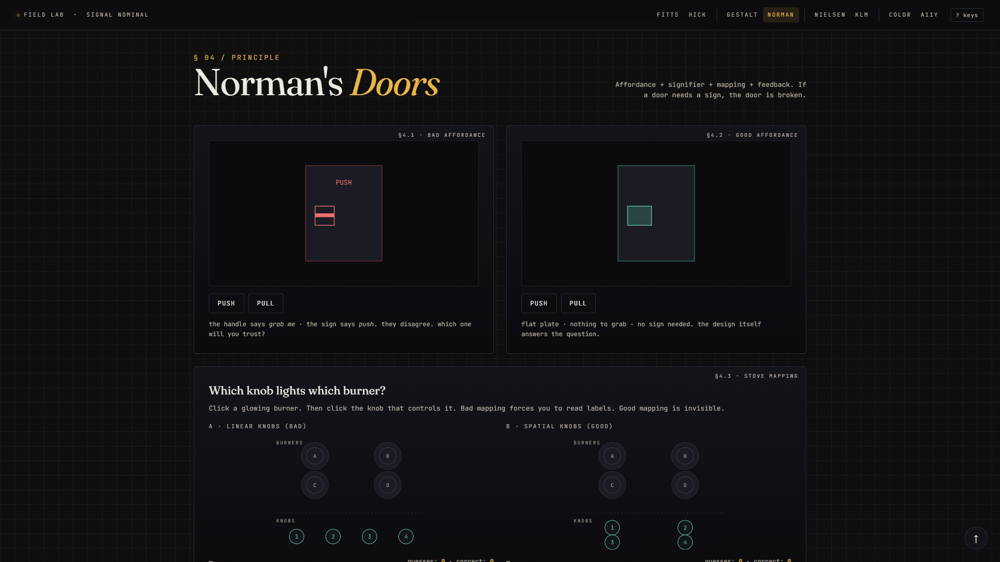 FIELD LAB · SIGNAL NOMINAL
FITTS HICK GESTALT NORMAN NIELSEN KLM COLOR A11Y ? keys
§ 04 / PRINCIPLE
Norman's Doors
Affordance + signifier + mapping + feedback. If
a door needs a sign, the door is broken.
§4.1 · BAD AFFORDANCE
PUSH
PUSH PULL
the handle says grab me · the sign says push. they disagree. which one
will you trust?
§4.2 · GOOD AFFORDANCE
PUSH PULL
flat plate · nothing to grab · no sign needed. the design itself
answers the question.
§4.3 · STOVE MAPPING
Which knob lights which burner?
Click a glowing burner. Then click the knob that controls it. Bad mapping forces you to read labels. Good mapping is invisible.
A · LINEAR KNOBS (BAD)
BURNERS
A B
C D
KNOBS
1 2 3 4
— guesses: 0 · correct: 0
B · SPATIAL KNOBS (GOOD)
BURNERS
A B
C D
KNOBS
1 2
3 4
— guesses: 0 · correct: 0
↑